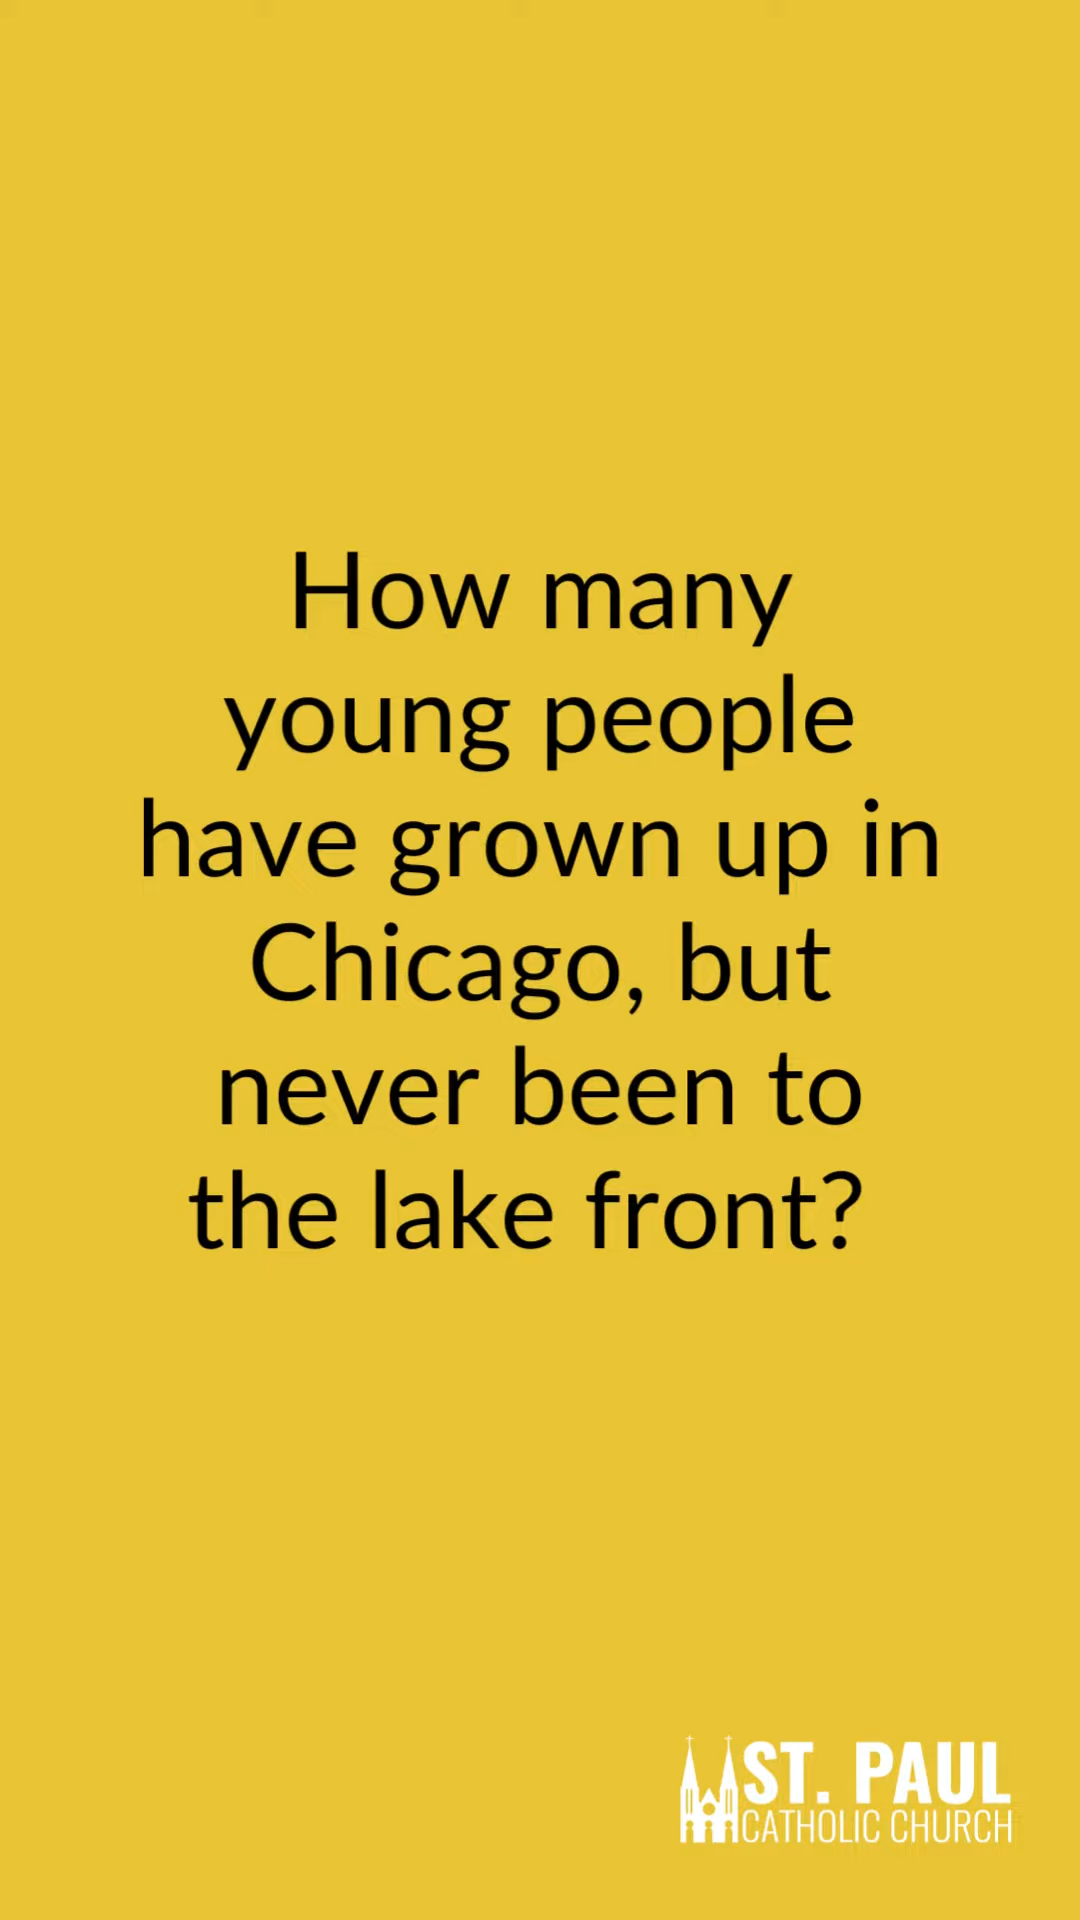 How many
young people
have grown up in
Chicago, but
never been to
the lake front?
ST. PAUL
CATHOLIC CHURCH